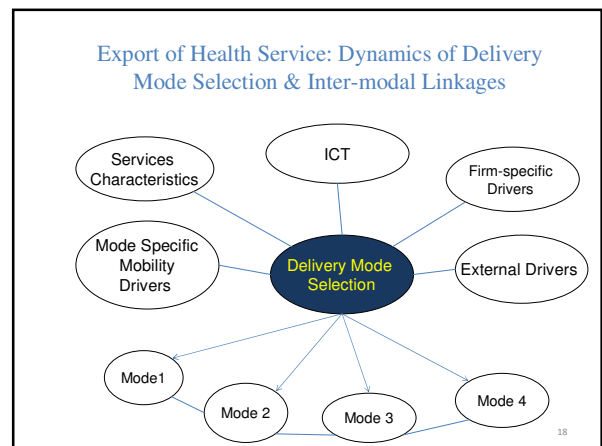 Export of Health Service: Dynamics of Delivery
Mode Selection & Inter-modal Linkages
ICT
Services
Characteristics
Firm-specific
Drivers
Mode Specific
Mobility
Drivers
Delivery Mode
Selection
External Drivers
Mode1
Mode 2
Mode 3
Mode 4
18